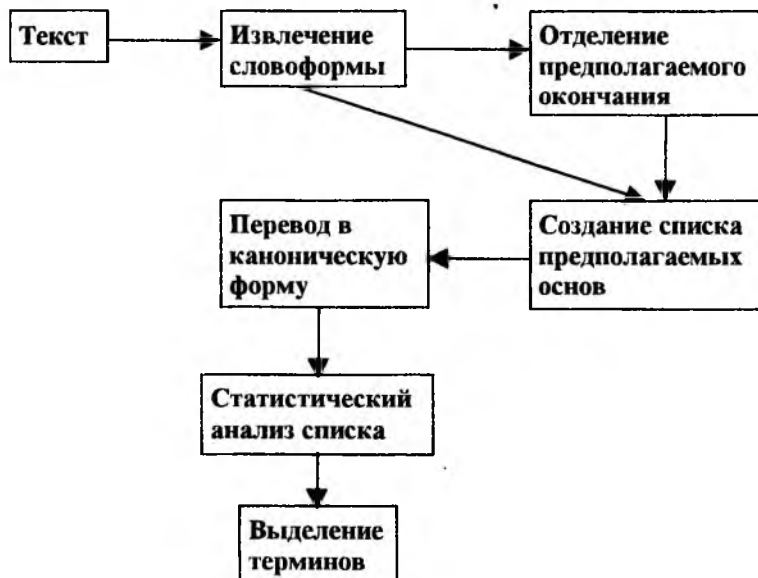 Текст
Извлечение
словоформы
Отделение
предполагаемого
окончания
Создание списка
предполагаемых
основ
Перевод в
каноническую
форму
Статистический
анализ списка
Выделение
терминов